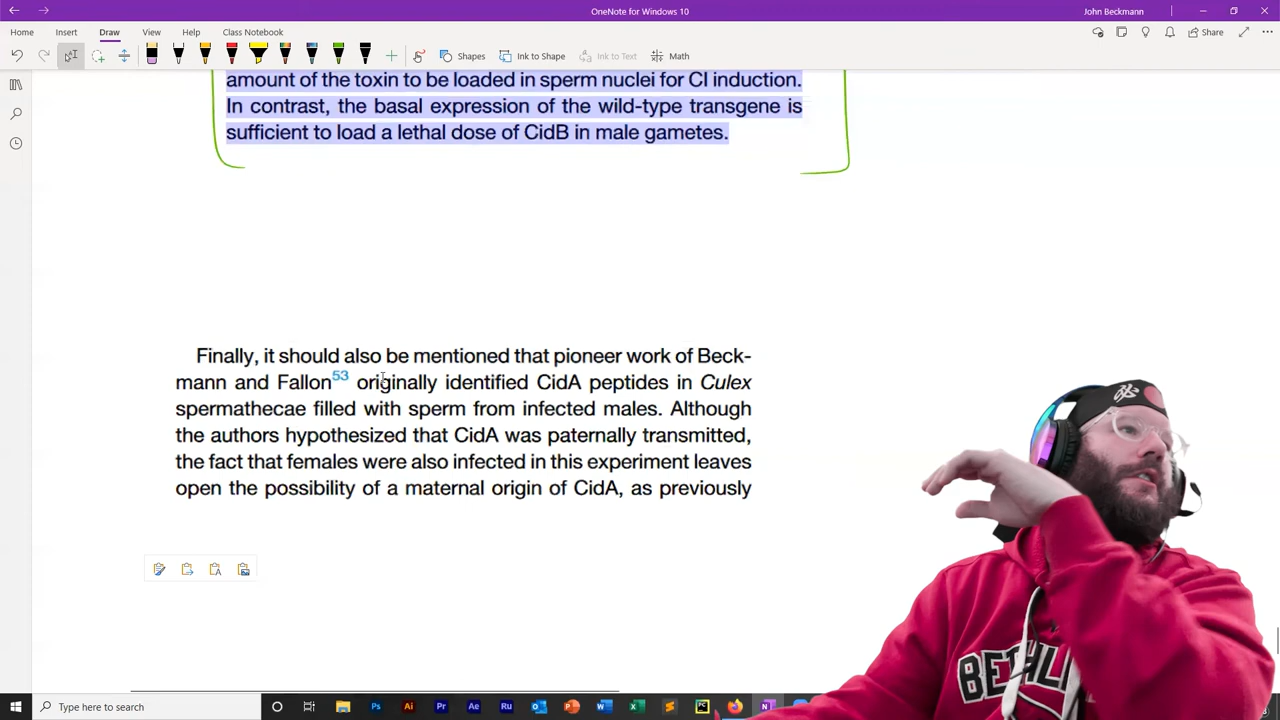 OneNote for Windows 10
John Beckmann
Home Insert Draw View Help Class Notebook
Share
Shapes Ink to Shape Ink to Text Math
amount of the toxin to be loaded in sperm nuclei for CI induction.
In contrast, the basal expression of the wild-type transgene is
sufficient to load a lethal dose of CidB in male gametes.
Finally, it should also be mentioned that pioneer work of Beck-
mann and Fallon53 originally identified CidA peptides in Culex
spermathecae filled with sperm from infected males. Although
the authors hypothesized that CidA was paternally transmitted,
the fact that females were also infected in this experiment leaves
open the possibility of a maternal origin of CidA, as previously
Type here to search
Ps Ai Pr Ae Ru